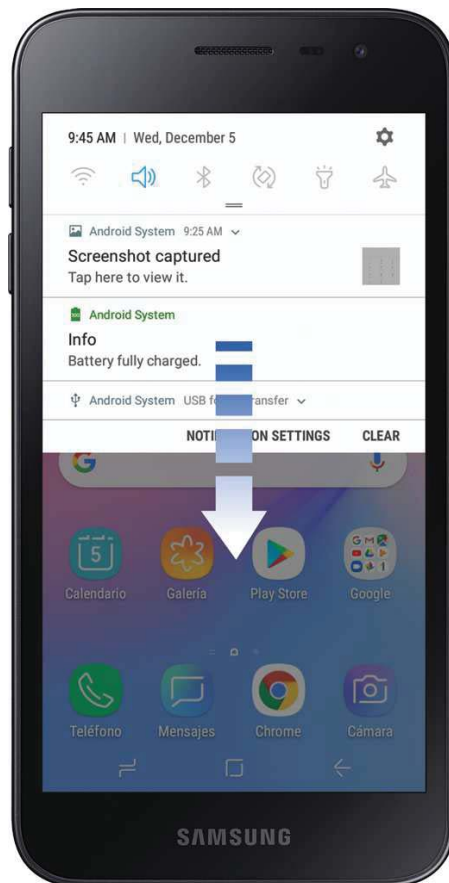 9:45 AM | Wed, December 5
Android System 9:25 AM
Screenshot captured
Tap here to view it.
100
Android System
Info
Battery fully charged.
Android System USB transfer
NOTI ON SETTINGS CLEAR
G
5
Calendario Galería Play Store Google
Teléfono Mensajes Chrome Cámara
SAMSUNG